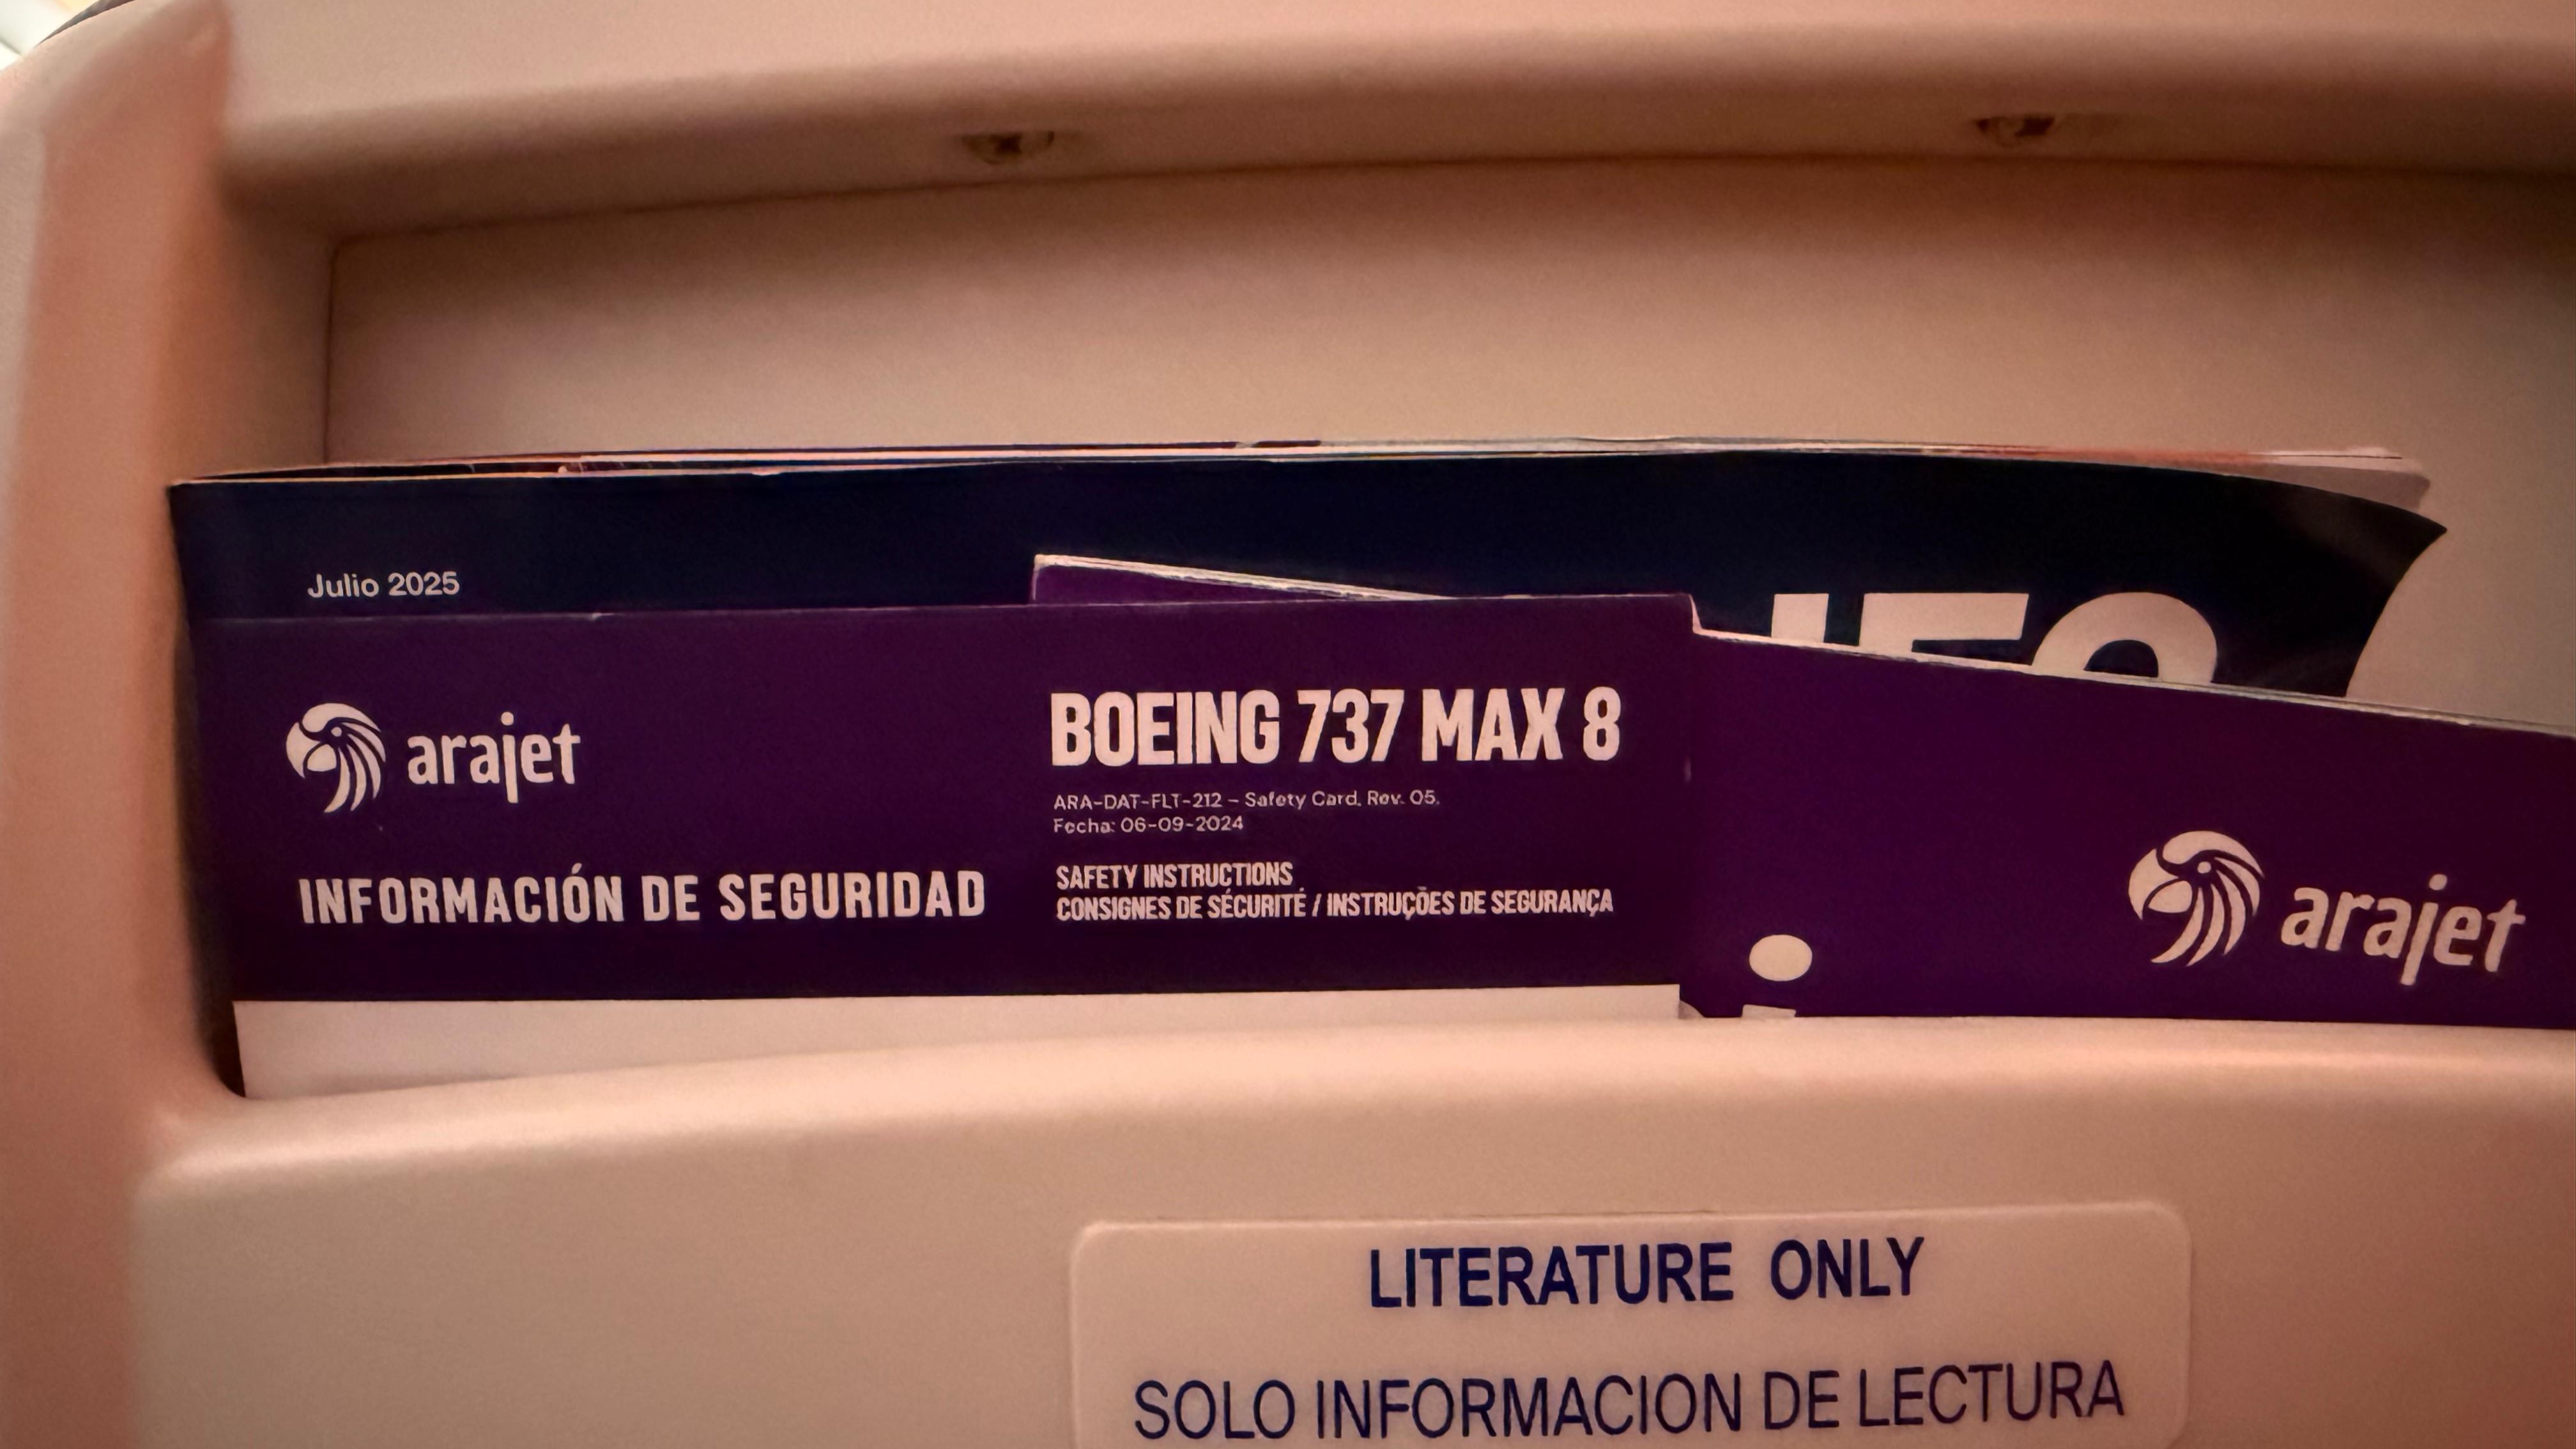 Julio 2025
arajet
INFORMACIÓN DE SEGURIDAD
BOEING 737 MAX 8
ARA-DAT-FLT-212 – Safety Card. Rev. 05.
Fecha: 06-09-2024
SAFETY INSTRUCTIONS
CONSIGNES DE SÉCURITÉ / INSTRUÇÕES DE SEGURANÇA
arajet
LITERATURE ONLY
SOLO INFORMACION DE LECTURA